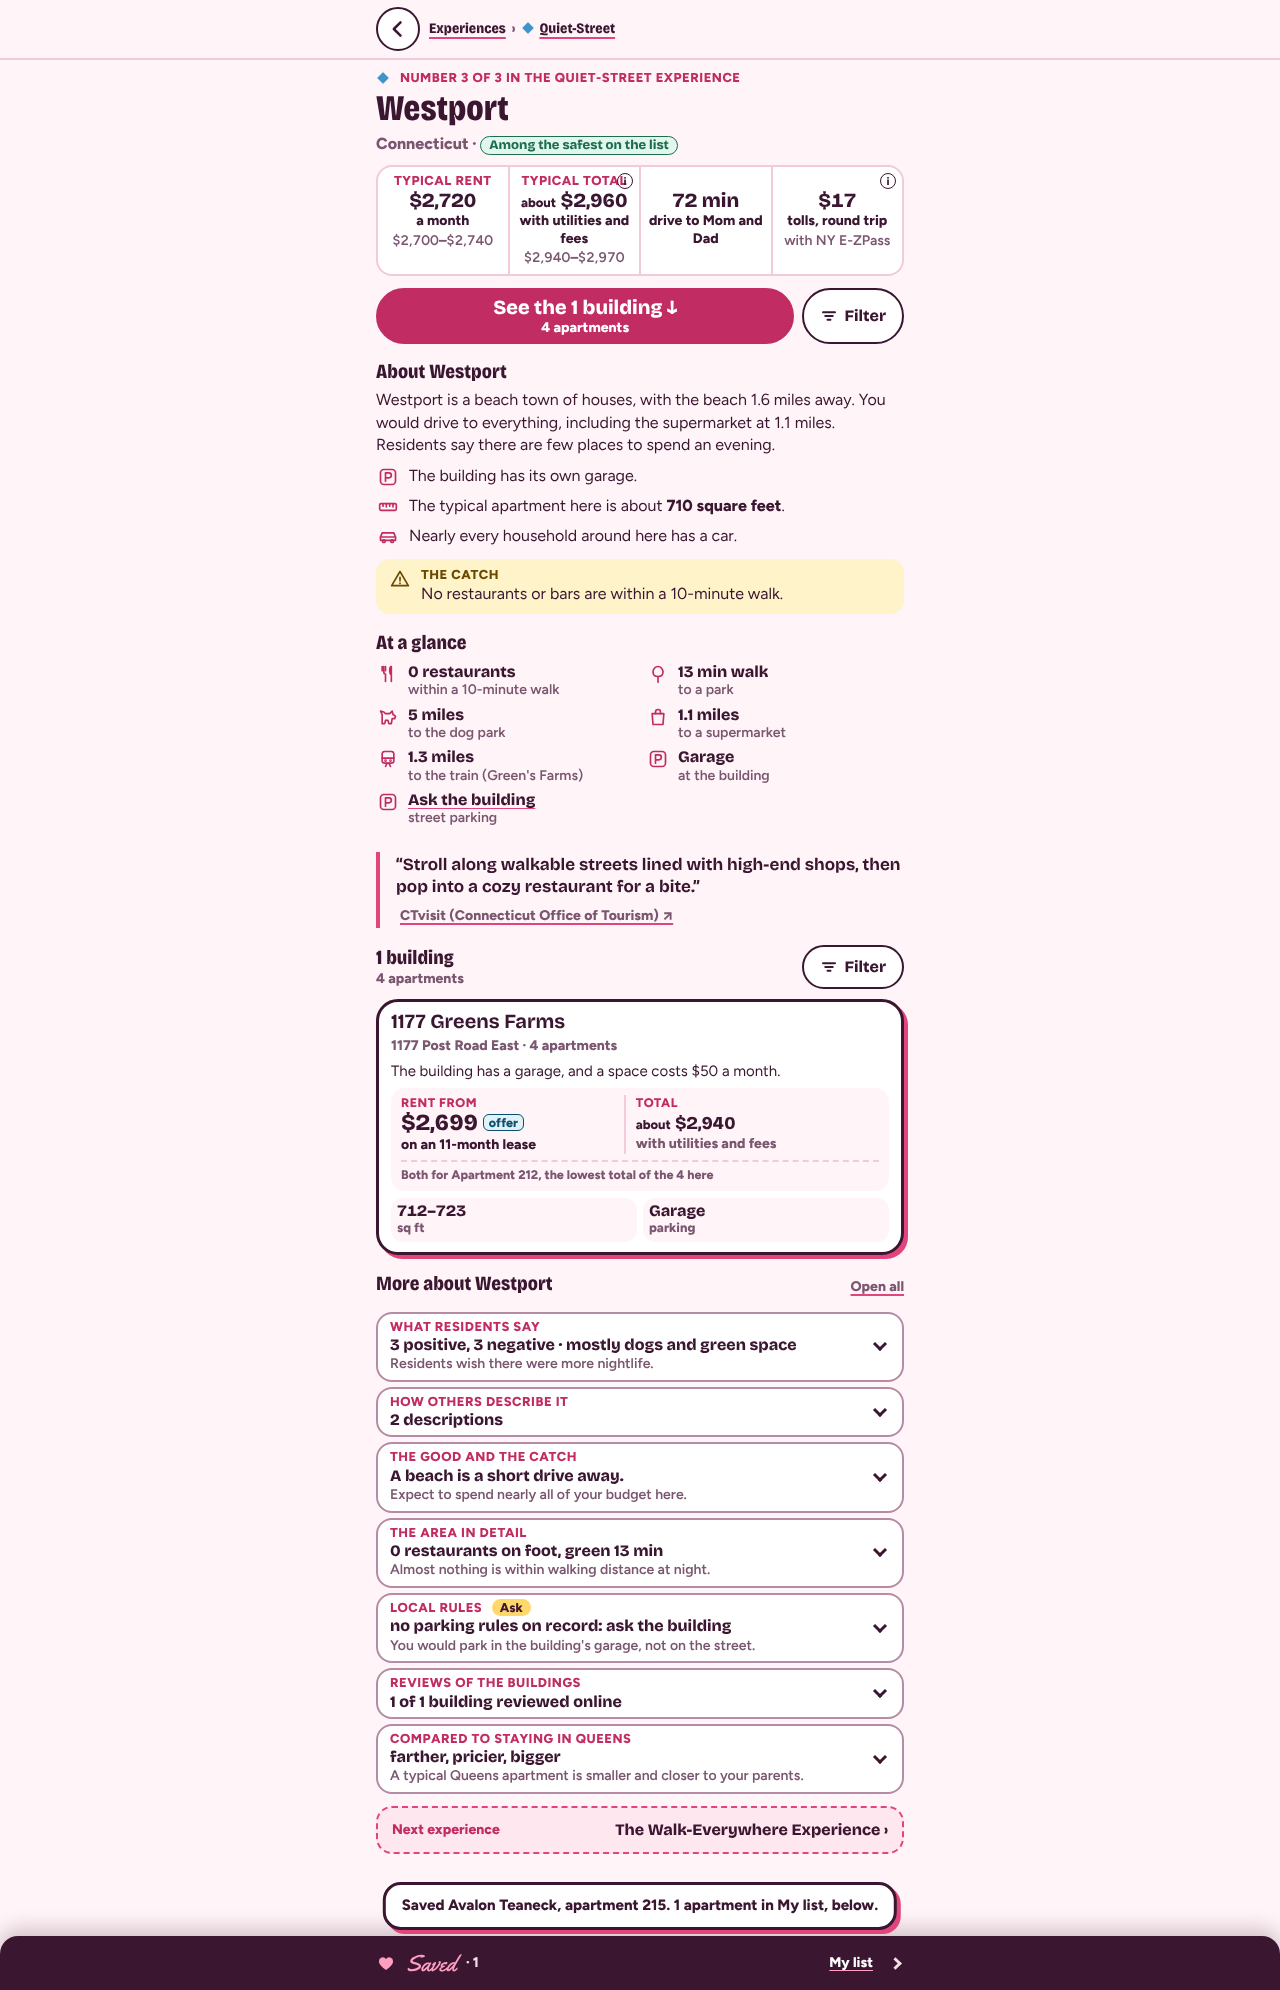 Experiences › Quiet-Street
NUMBER 3 OF 3 IN THE QUIET-STREET EXPERIENCE
Westport
Connecticut · Among the safest on the list
TYPICAL RENT
$2,720
a month
$2,700–$2,740
TYPICAL TOTAL
about $2,960
with utilities and
fees
$2,940–$2,970
72 min
drive to Mom and
Dad
$17
tolls, round trip
with NY E-ZPass
See the 1 building ↓
4 apartments
Filter
About Westport
Westport is a beach town of houses, with the beach 1.6 miles away. You
would drive to everything, including the supermarket at 1.1 miles.
Residents say there are few places to spend an evening.
The building has its own garage.
The typical apartment here is about 710 square feet.
Nearly every household around here has a car.
THE CATCH
No restaurants or bars are within a 10-minute walk.
At a glance
0 restaurants
within a 10-minute walk
13 min walk
to a park
5 miles
to the dog park
1.1 miles
to a supermarket
1.3 miles
to the train (Green's Farms)
Garage
at the building
Ask the building
street parking
“Stroll along walkable streets lined with high-end shops, then
pop into a cozy restaurant for a bite.”
CTvisit (Connecticut Office of Tourism) ↗
1 building
4 apartments
Filter
1177 Greens Farms
1177 Post Road East · 4 apartments
The building has a garage, and a space costs $50 a month.
RENT FROM
$2,699 offer
on an 11-month lease
TOTAL
about $2,940
with utilities and fees
Both for Apartment 212, the lowest total of the 4 here
712–723
sq ft
Garage
parking
More about Westport
Open all
WHAT RESIDENTS SAY
3 positive, 3 negative · mostly dogs and green space
Residents wish there were more nightlife.
HOW OTHERS DESCRIBE IT
2 descriptions
THE GOOD AND THE CATCH
A beach is a short drive away.
Expect to spend nearly all of your budget here.
THE AREA IN DETAIL
0 restaurants on foot, green 13 min
Almost nothing is within walking distance at night.
LOCAL RULES Ask
no parking rules on record: ask the building
You would park in the building's garage, not on the street.
REVIEWS OF THE BUILDINGS
1 of 1 building reviewed online
COMPARED TO STAYING IN QUEENS
farther, pricier, bigger
A typical Queens apartment is smaller and closer to your parents.
Next experience
The Walk-Everywhere Experience ›
Saved Avalon Teaneck, apartment 215. 1 apartment in My list, below.
Saved · 1
My list